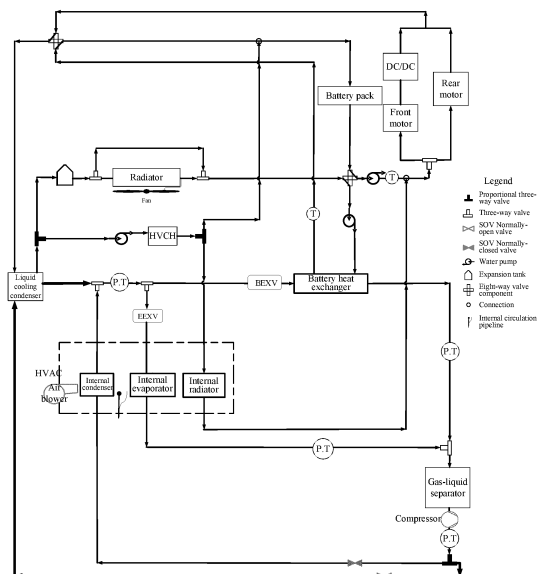 DC/DC
Rear
motor
Battery pack
Front
motor
Radiator
Fan
T
Legend
Proportional three-
way valve
Three-way valve
SOV Normally-
open valve
SOV Normally-
closed valve
Water pump
Expansion tank
Eight-way valve
component
Connection
Internal circulation
pipeline
T
HVCH
Liquid
cooling
condenser
P.T
BEXV
Battery heat
exchanger
EEXV
P.T
HVAC
Air
blower
Internal
condenser
Internal
evaporator
Internal
radiator
P.T
Gas-liquid
separator
Compressor
P.T